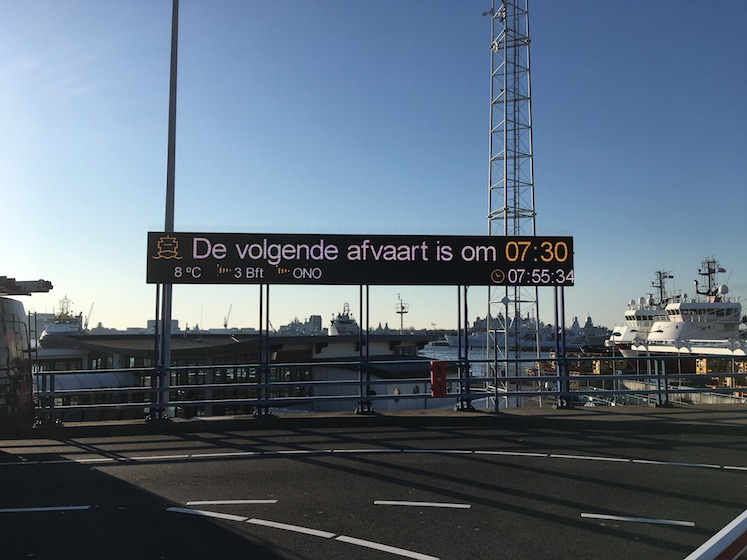 De volgende afvaart is om 07:30
8 ºC 3 Bft ONO 07:55:34